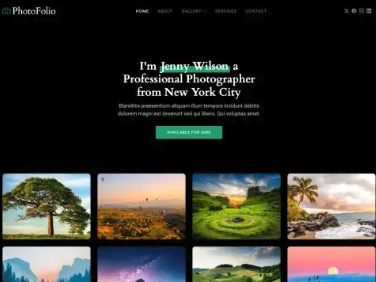 PhotoFolio
HOME ABOUT GALLERY SERVICES CONTACT
I'm Jenny Wilson a
Professional Photographer
from New York City
Blanditiis praesentium aliquam illum tempore incidunt debitis
dolorem magni est deserunt sed qui libero. Qui voluptas amet.
AVAILABLE FOR HIRE